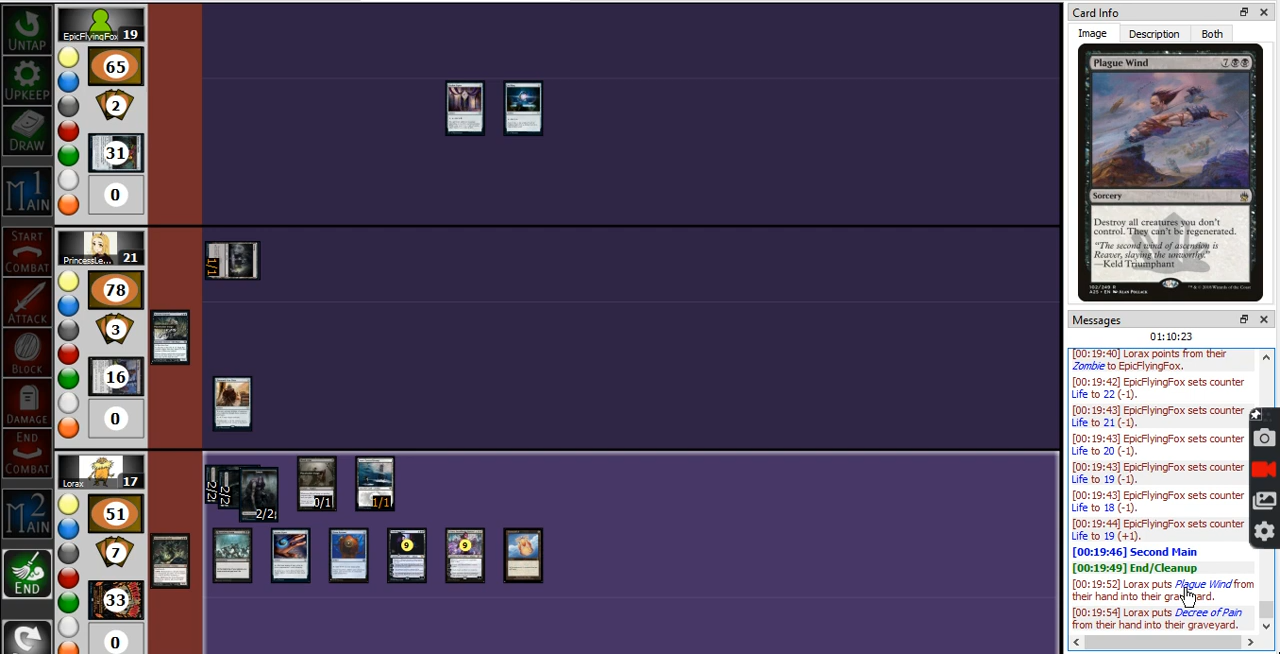 UNTAP
UPKEEP
DRAW
MAIN 1
START
COMBAT
ATTACK
BLOCK
DAMAGE
END
COMBAT
MAIN 2
END
EpicFlyingFox 19
65
2
31
0
PrincessLe... 21
78
3
16
0
1/1
Lorax 17
51
7
33
0
2/2
2/2
2/2
0/1
1/1
9
9
Card Info
Image
Description
Both
Plague Wind
7
Sorcery
Destroy all creatures you don't
control. They can't be regenerated.
"The second wind of ascension is
Reaver, slaying the unworthy."
—Keld Triumphant
Messages
01:10:23
[00:19:40] Lorax points from their
Zombie to EpicFlyingFox.
[00:19:42] EpicFlyingFox sets counter
Life to 22 (-1).
[00:19:43] EpicFlyingFox sets counter
Life to 21 (-1).
[00:19:43] EpicFlyingFox sets counter
Life to 20 (-1).
[00:19:43] EpicFlyingFox sets counter
Life to 19 (-1).
[00:19:43] EpicFlyingFox sets counter
Life to 18 (-1).
[00:19:44] EpicFlyingFox sets counter
Life to 19 (+1).
[00:19:46] Second Main
[00:19:49] End/Cleanup
[00:19:52] Lorax puts Plague Wind from
their hand into their graveyard.
[00:19:54] Lorax puts Decree of Pain
from their hand into their graveyard.